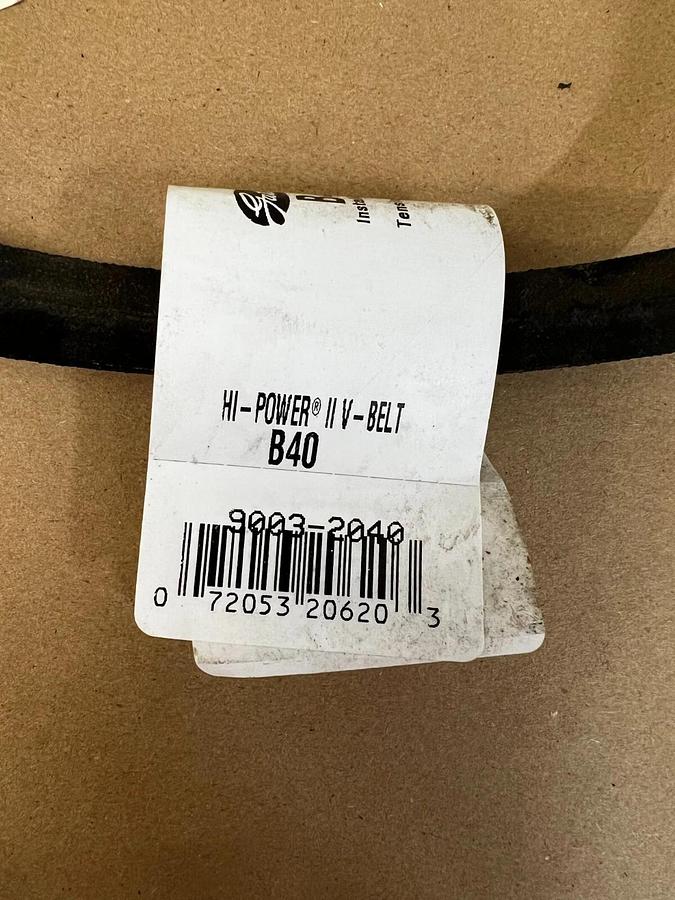 HI-POWER® II V-BELT
B40
9003-2040
0 72053 20620 3